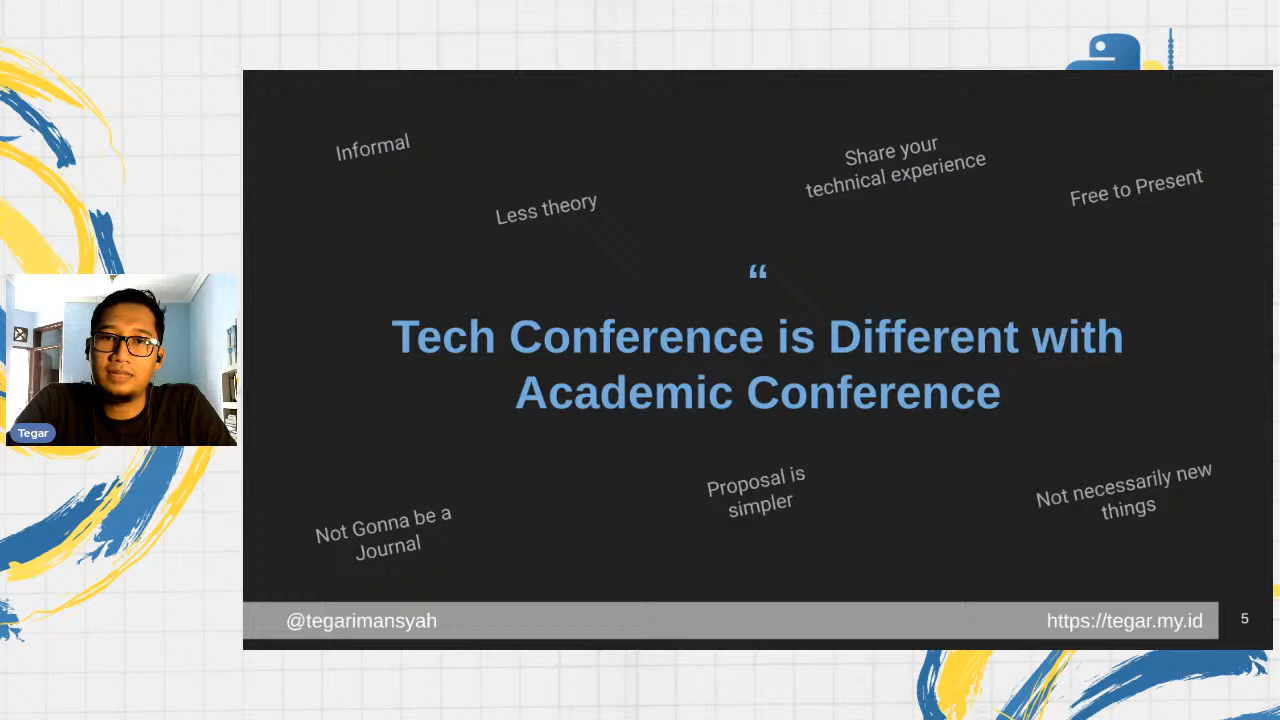 Informal
Share your
technical experience
Free to Present
Less theory
“
Tech Conference is Different with
Academic Conference
Tegar
Proposal is
simpler
Not necessarily new
things
Not Gonna be a
Journal
@tegarimansyah
https://tegar.my.id
5